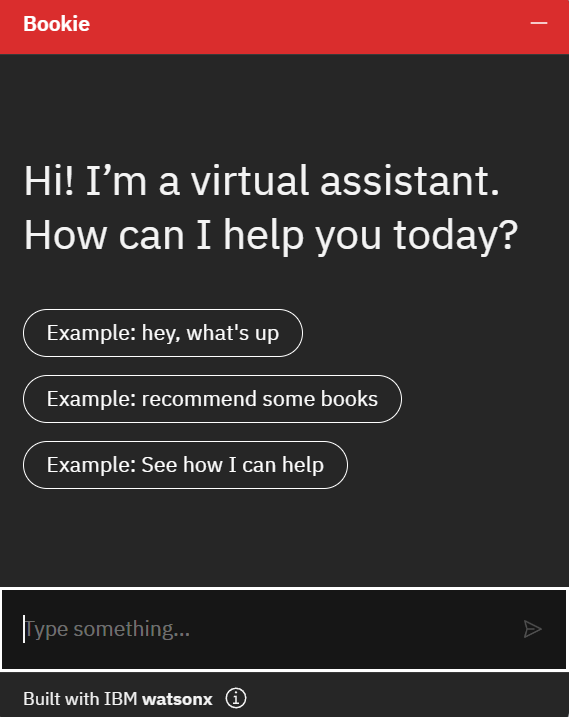 Bookie
Hi! I’m a virtual assistant.
How can I help you today?
Example: hey, what's up
Example: recommend some books
Example: See how I can help
Type something...
Built with IBM watsonx